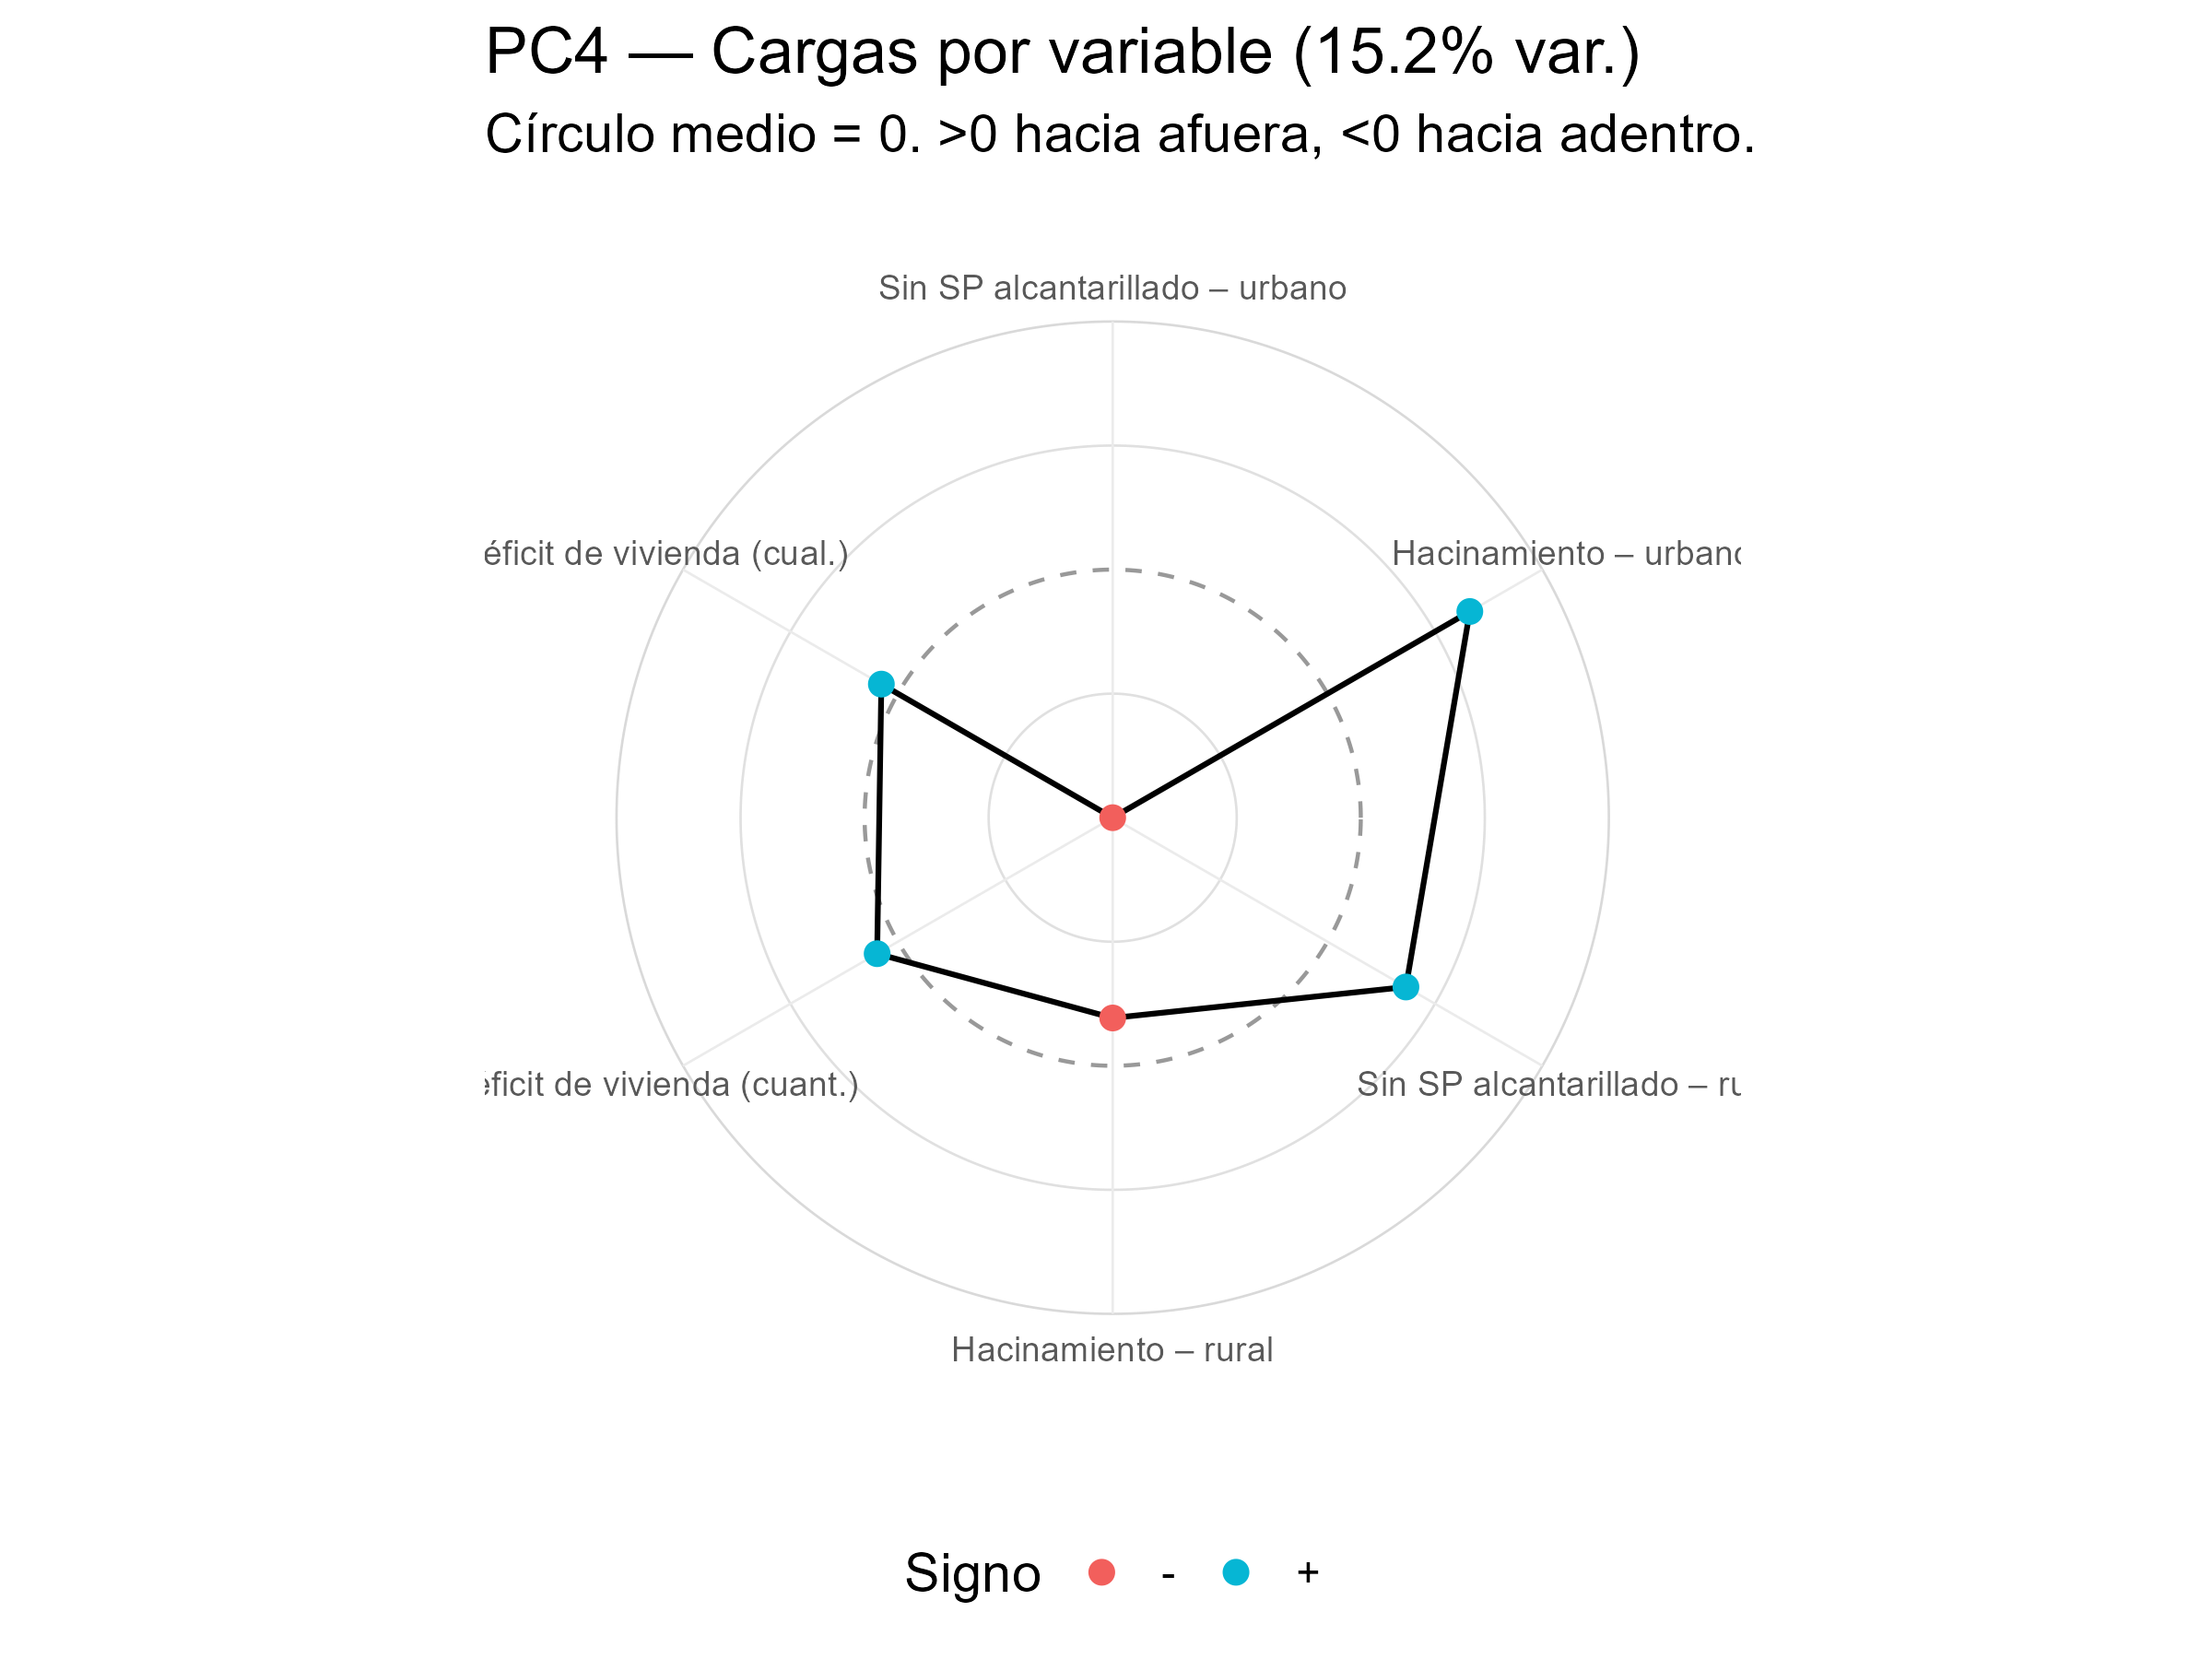 PC4 — Cargas por variable (15.2% var.)
Círculo medio = 0. >0 hacia afuera, <0 hacia adentro.
Sin SP alcantarillado – urbano
éficit de vivienda (cual.)
Hacinamiento – urbano
éficit de vivienda (cuant.)
Sin SP alcantarillado – ru
Hacinamiento – rural
Signo - +